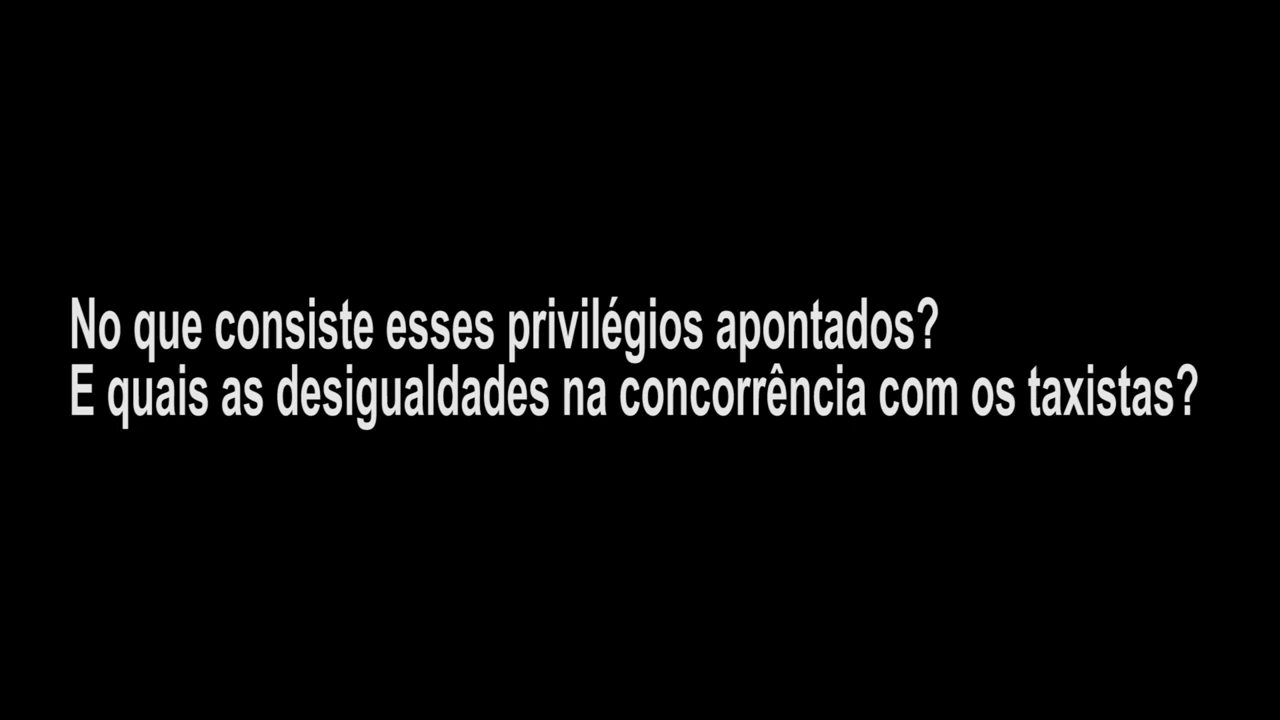 No que consiste esses privilégios apontados?
E quais as desigualdades na concorrência com os taxistas?